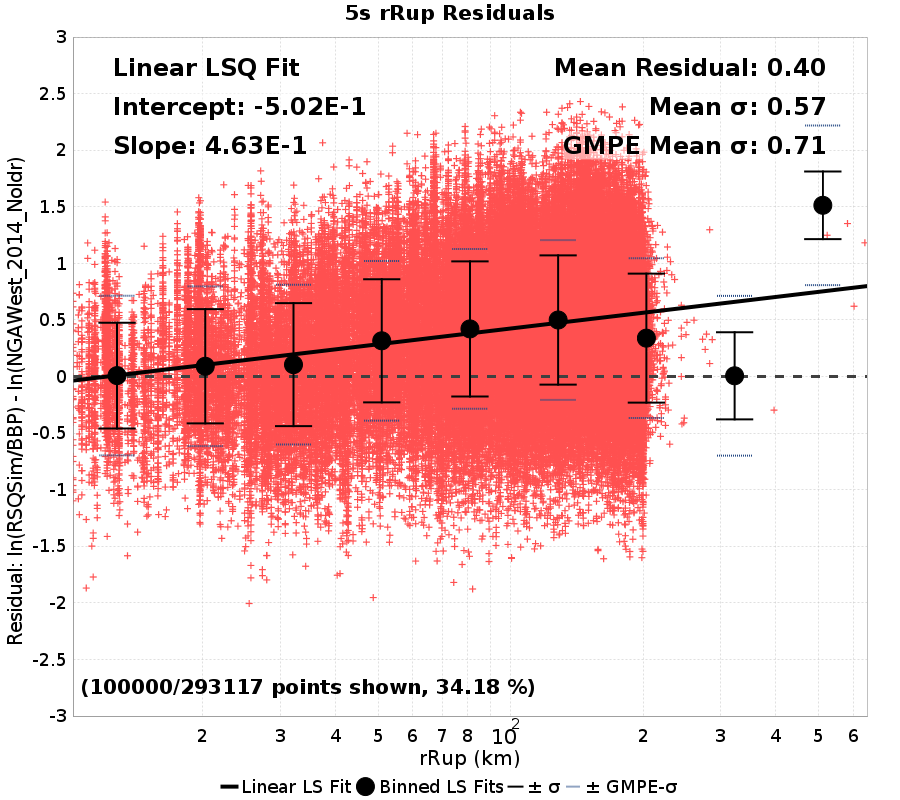 5s rRup Residuals
Linear LSQ Fit
Intercept: -5.02E-1
Slope: 4.63E-1
Mean Residual: 0.40
Mean σ: 0.57
GMPE Mean σ: 0.71
Residual: ln(RSQSim/BBP) - ln(NGAWest_2014_NoIdr)
3
2.5
2
1.5
1
0.5
0
-0.5
-1
-1.5
-2
-2.5
-3
(100000/293117 points shown, 34.18 %)
2 3 4 5 6 7 8 10² 2 3 4 5 6
rRup (km)
Linear LS Fit Binned LS Fits ± σ ± GMPE-σ